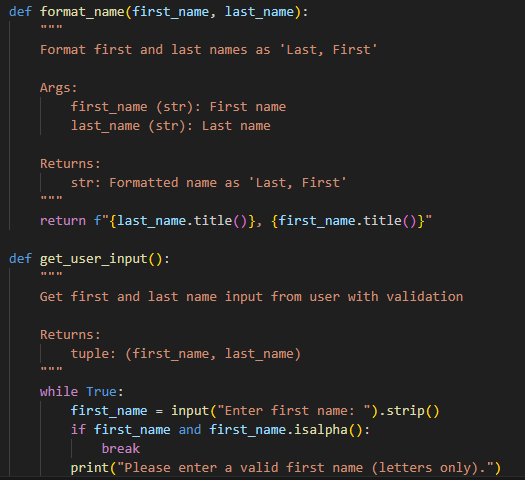 def format_name(first_name, last_name):
    """
    Format first and last names as 'Last, First'

    Args:
        first_name (str): First name
        last_name (str): Last name

    Returns:
        str: Formatted name as 'Last, First'
    """
    return f"{last_name.title()}, {first_name.title()}"

def get_user_input():
    """
    Get first and last name input from user with validation

    Returns:
        tuple: (first_name, last_name)
    """
    while True:
        first_name = input("Enter first name: ").strip()
        if first_name and first_name.isalpha():
            break
        print("Please enter a valid first name (letters only).")